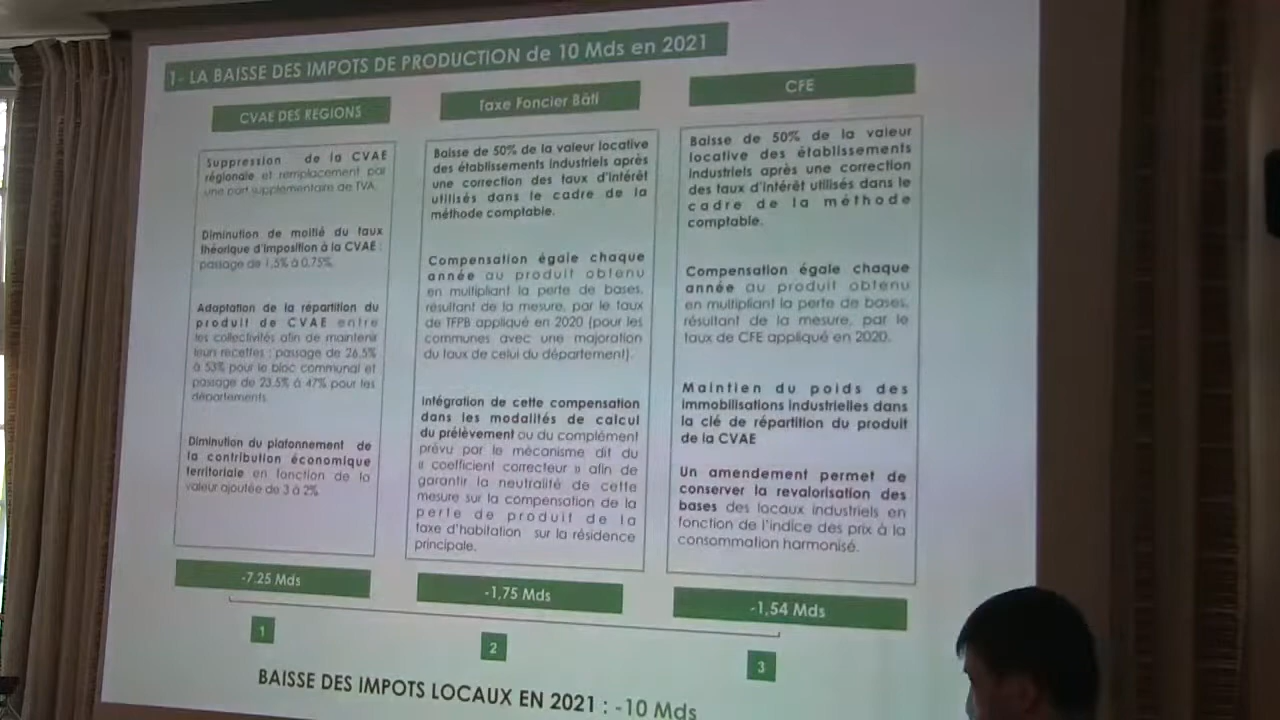 1- LA BAISSE DES IMPOTS DE PRODUCTION de 10 Mds en 2021
CVAE DES REGIONS
Suppression de la CVAE
régionale et remplacement par
une part supplémentaire de TVA.
Diminution de moitié du taux
théorique d'imposition à la CVAE :
passage de 1,5% à 0,75%.
Adaptation de la répartition du
produit de CVAE entre
les collectivités afin de maintenir
leurs recettes : passage de 26,5%
à 53% pour le bloc communal et
passage de 23,5% à 47% pour les
départements
Diminution du plafonnement de
la contribution économique
territoriale en fonction de la
valeur ajoutée de 3 à 2%
-7.25 Mds
1
Taxe Foncier Bâti
Baisse de 50% de la valeur locative
des établissements industriels après
une correction des taux d'intérêt
utilisés dans le cadre de la
méthode comptable.
Compensation égale chaque
année au produit obtenu
en multipliant la perte de bases,
résultant de la mesure, par le taux
de TFPB appliqué en 2020 (pour les
communes avec une majoration
du taux de celui du département).
Intégration de cette compensation
dans les modalités de calcul
du prélèvement ou du complément
prévu par le mécanisme dit du
« coefficient correcteur » afin de
garantir la neutralité de cette
mesure sur la compensation de la
perte de produit de la
taxe d'habitation sur la résidence
principale.
-1,75 Mds
2
CFE
Baisse de 50% de la valeur
locative des établissements
industriels après une correction
des taux d'intérêt utilisés dans le
cadre de la méthode
comptable.
Compensation égale chaque
année au produit obtenu
en multipliant la perte de bases,
résultant de la mesure, par le
taux de CFE appliqué en 2020.
Maintien du poids des
immobilisations industrielles dans
la clé de répartition du produit
de la CVAE
Un amendement permet de
conserver la revalorisation des
bases des locaux industriels en
fonction de l'indice des prix à la
consommation harmonisé.
-1,54 Mds
3
BAISSE DES IMPOTS LOCAUX EN 2021 : -10 Mds